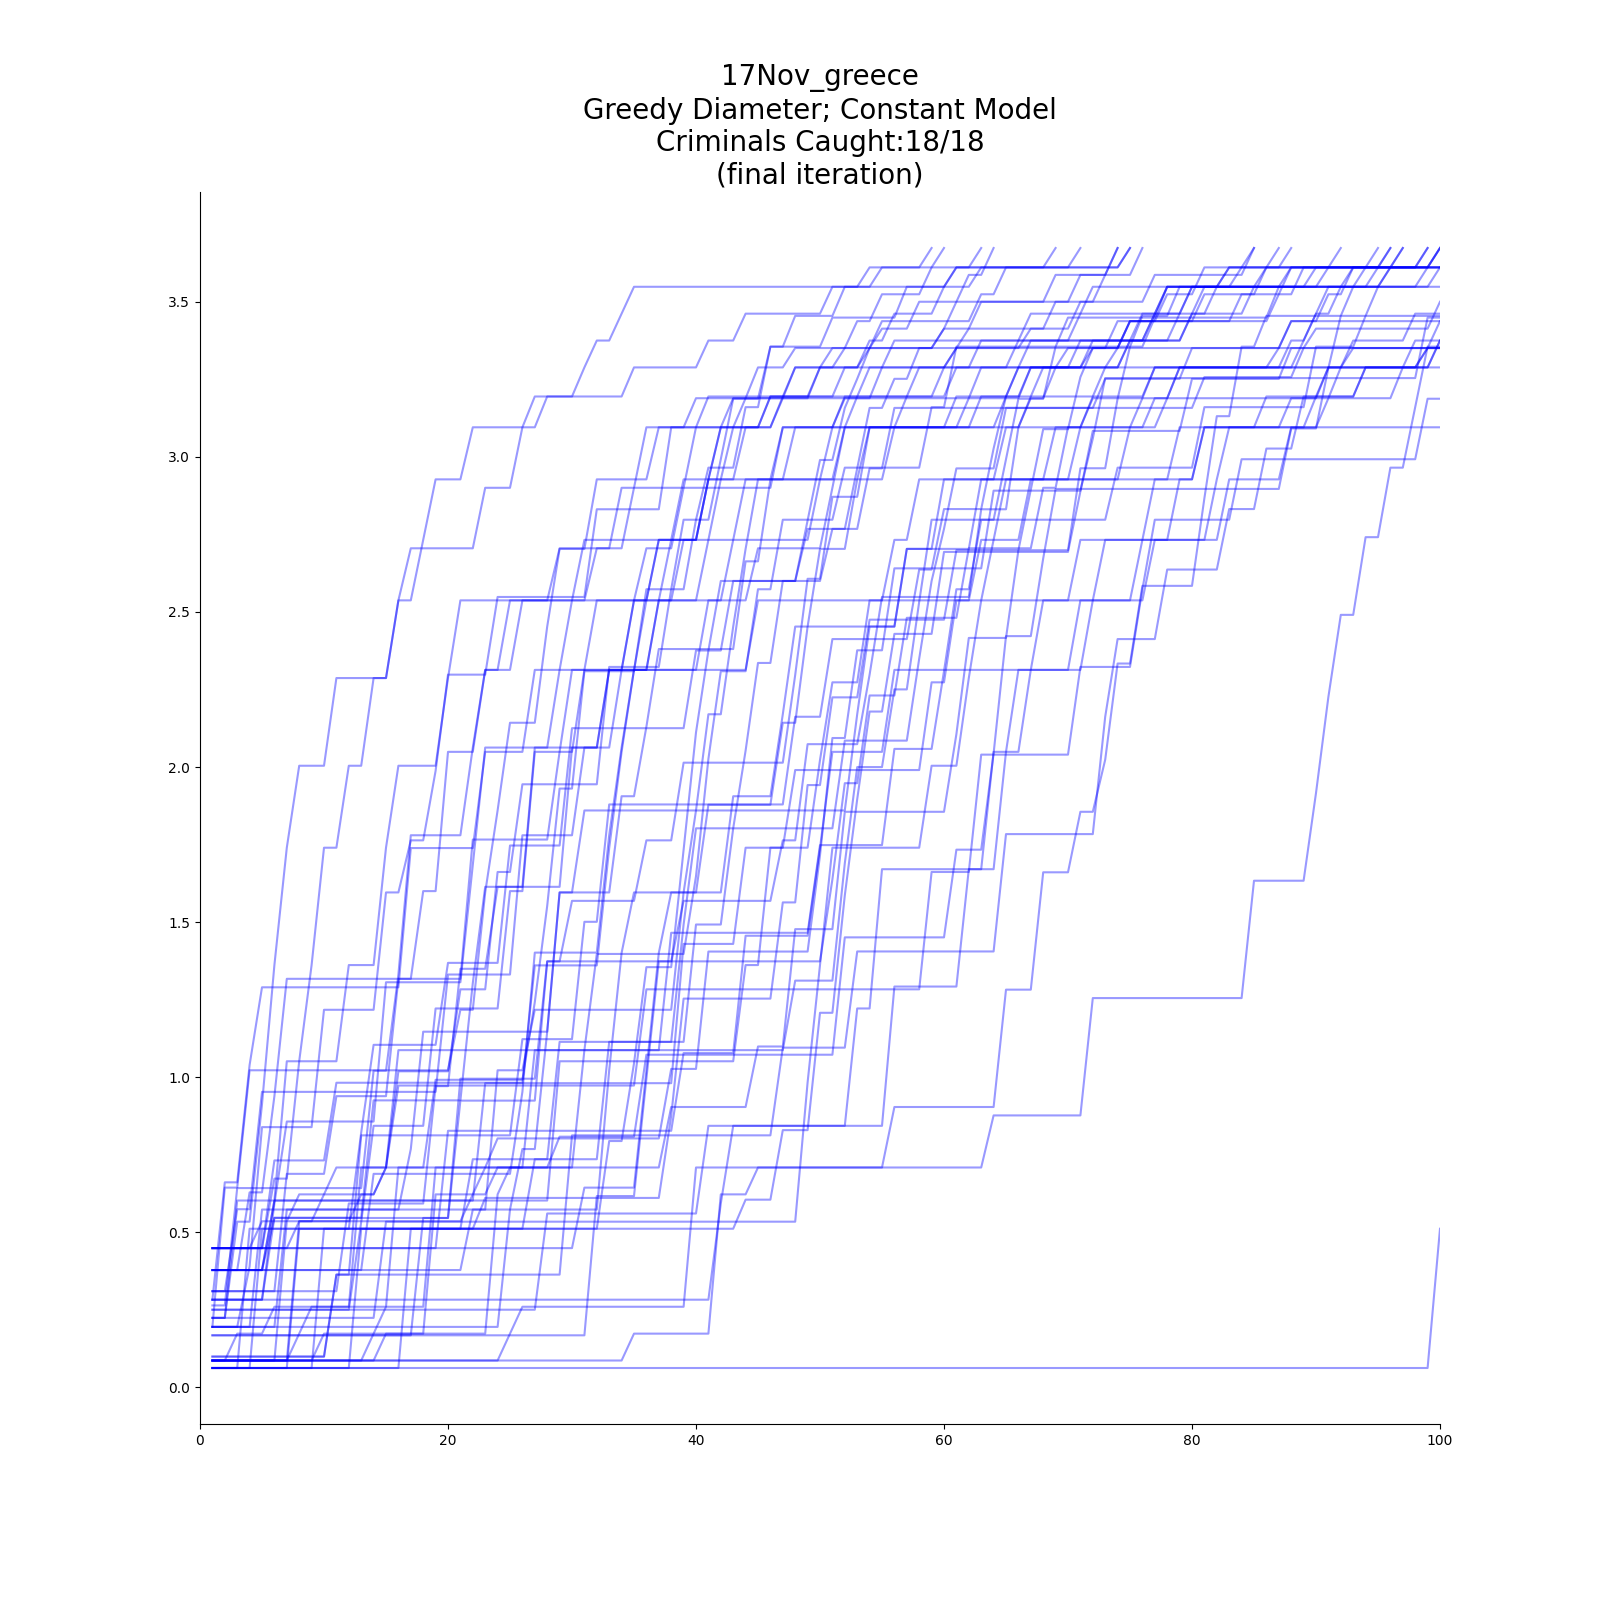 17Nov_greece
Greedy Diameter; Constant Model
Criminals Caught:18/18
(final iteration)
3.5
3.0
2.5
2.0
1.5
1.0
0.5
0.0
0 20 40 60 80 100